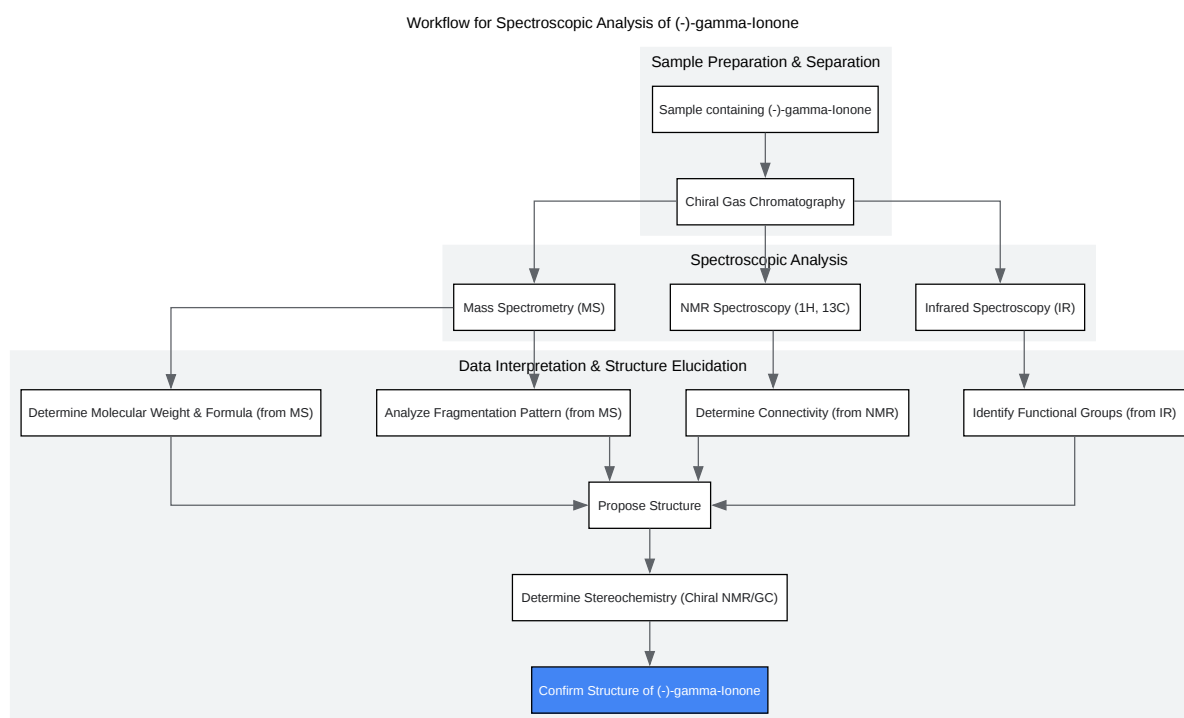 Workflow for Spectroscopic Analysis of (-)-gamma-Ionone
Sample Preparation & Separation
Sample containing (-)-gamma-Ionone
Chiral Gas Chromatography
Spectroscopic Analysis
Mass Spectrometry (MS)
NMR Spectroscopy (1H, 13C)
Infrared Spectroscopy (IR)
Data Interpretation & Structure Elucidation
Determine Molecular Weight & Formula (from MS)
Analyze Fragmentation Pattern (from MS)
Determine Connectivity (from NMR)
Identify Functional Groups (from IR)
Propose Structure
Determine Stereochemistry (Chiral NMR/GC)
Confirm Structure of (-)-gamma-Ionone